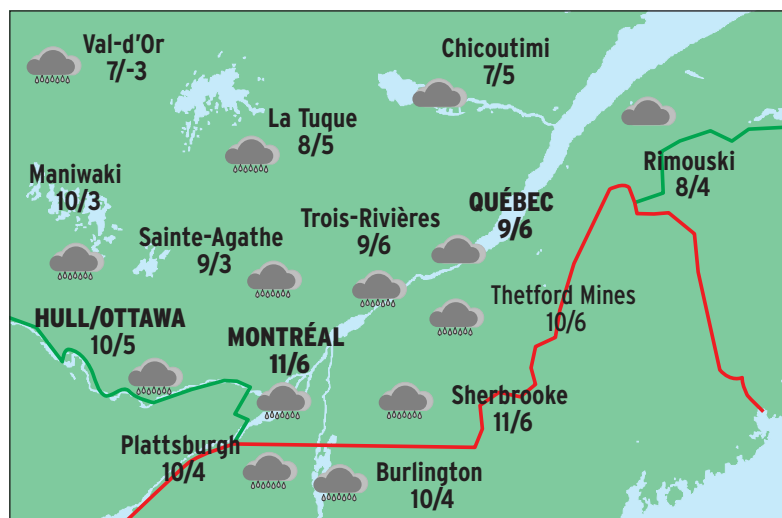 Val-d'Or
7/-3
Chicoutimi
7/5
La Tuque
8/5
Rimouski
8/4
Maniwaki
10/3
QUÉBEC
9/6
Trois-Rivières
9/6
Sainte-Agathe
9/3
Thetford Mines
10/6
HULL/OTTAWA
10/5
MONTRÉAL
11/6
Sherbrooke
11/6
Plattsburgh
10/4
Burlington
10/4